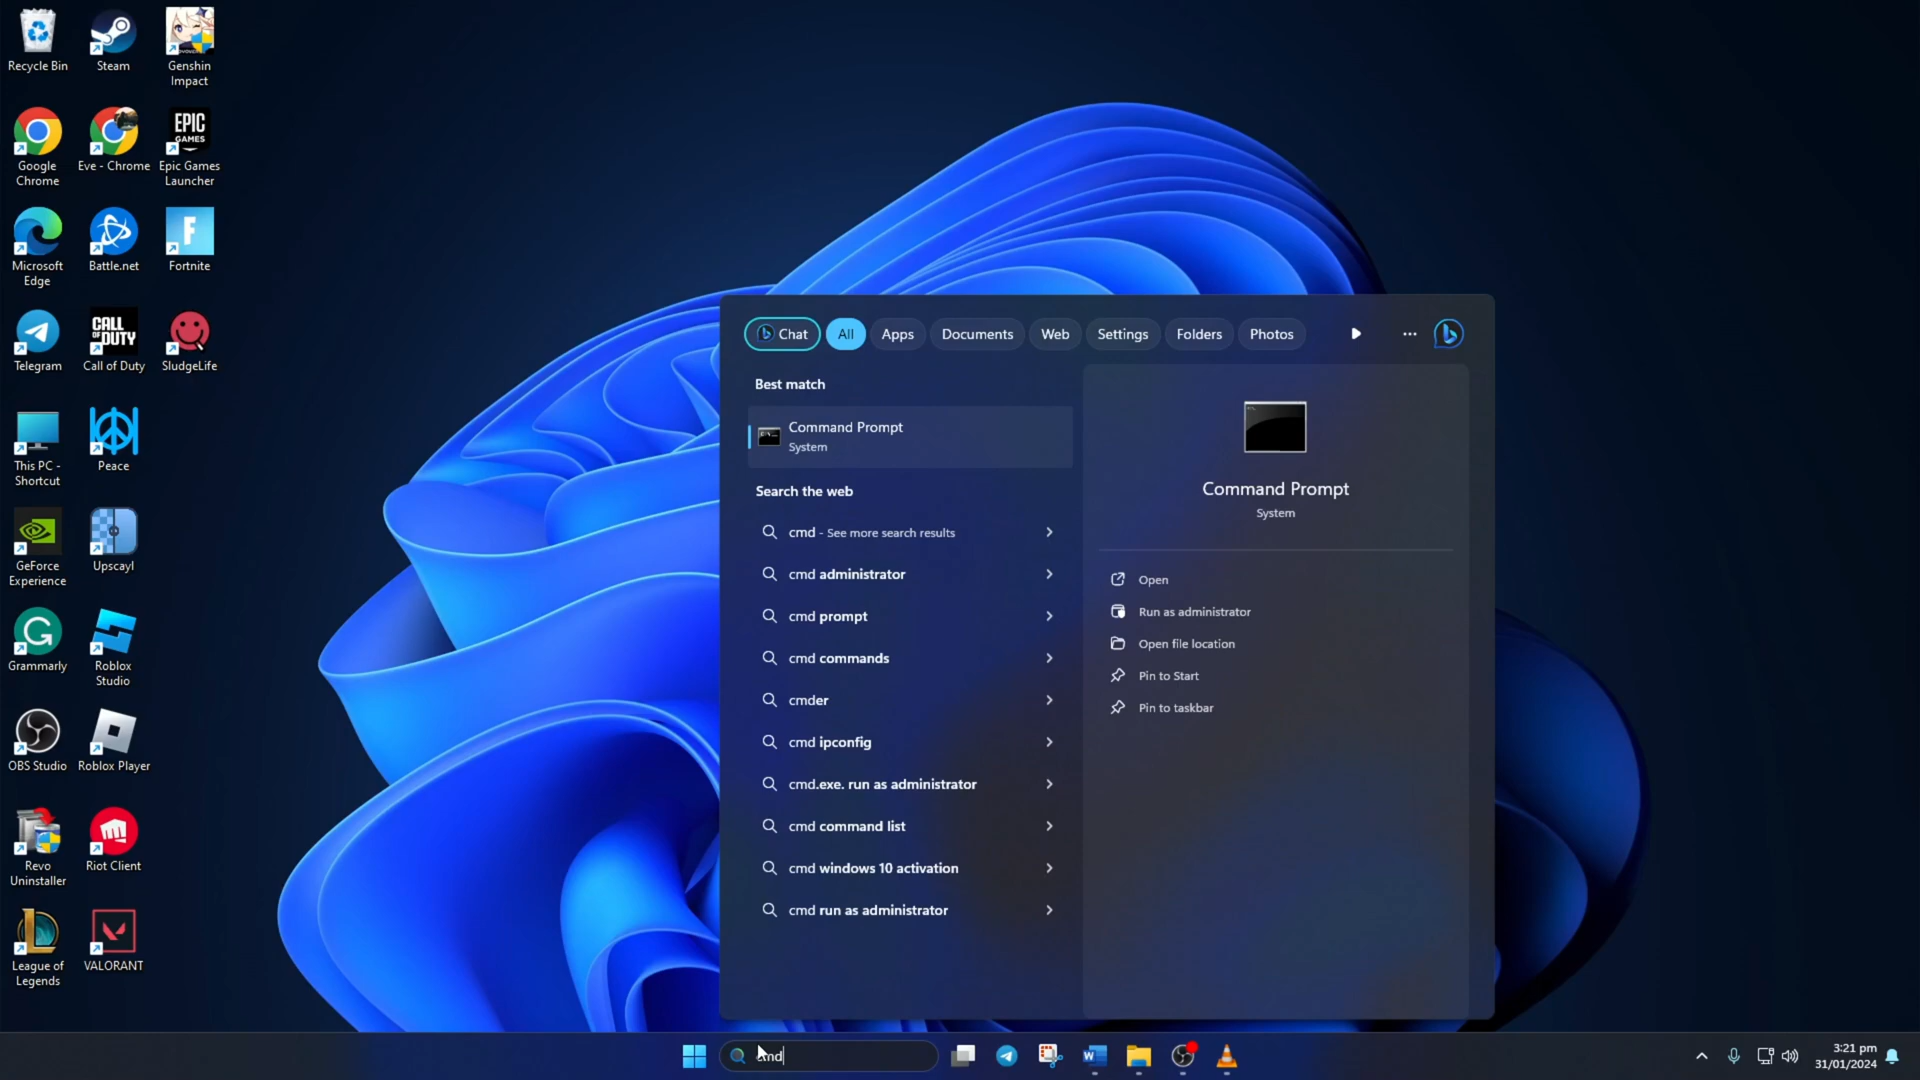 Recycle Bin
Steam
Genshin
Impact
Google
Chrome
Eve - Chrome
EPIC
GAMES
Epic Games
Launcher
Microsoft
Edge
Battle.net
F
Fortnite
Telegram
CALL
OF DUTY
Call of Duty
SludgeLife
This PC -
Shortcut
Peace
GeForce
Experience
Upscayl
Grammarly
Roblox
Studio
OBS Studio
Roblox Player
Revo
Uninstaller
Riot Client
League of
Legends
VALORANT
Chat
All
Apps
Documents
Web
Settings
Folders
Photos
Best match
Command Prompt
System
Search the web
cmd - See more search results
cmd administrator
cmd prompt
cmd commands
cmder
cmd ipconfig
cmd.exe. run as administrator
cmd command list
cmd windows 10 activation
cmd run as administrator
Command Prompt
System
Open
Run as administrator
Open file location
Pin to Start
Pin to taskbar
cmd
3:21 pm
31/01/2024